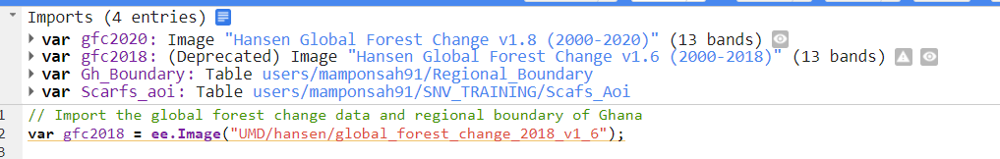 Imports (4 entries)
var gfc2020: Image "Hansen Global Forest Change v1.8 (2000-2020)" (13 bands)
var gfc2018: (Deprecated) Image "Hansen Global Forest Change v1.6 (2000-2018)" (13 bands)
var Gh_Boundary: Table users/mamponsah91/Regional_Boundary
var Scarfs_aoi: Table users/mamponsah91/SNV_TRAINING/Scafs_Aoi
1 // Import the global forest change data and regional boundary of Ghana
2 var gfc2018 = ee.Image("UMD/hansen/global_forest_change_2018_v1_6");
3